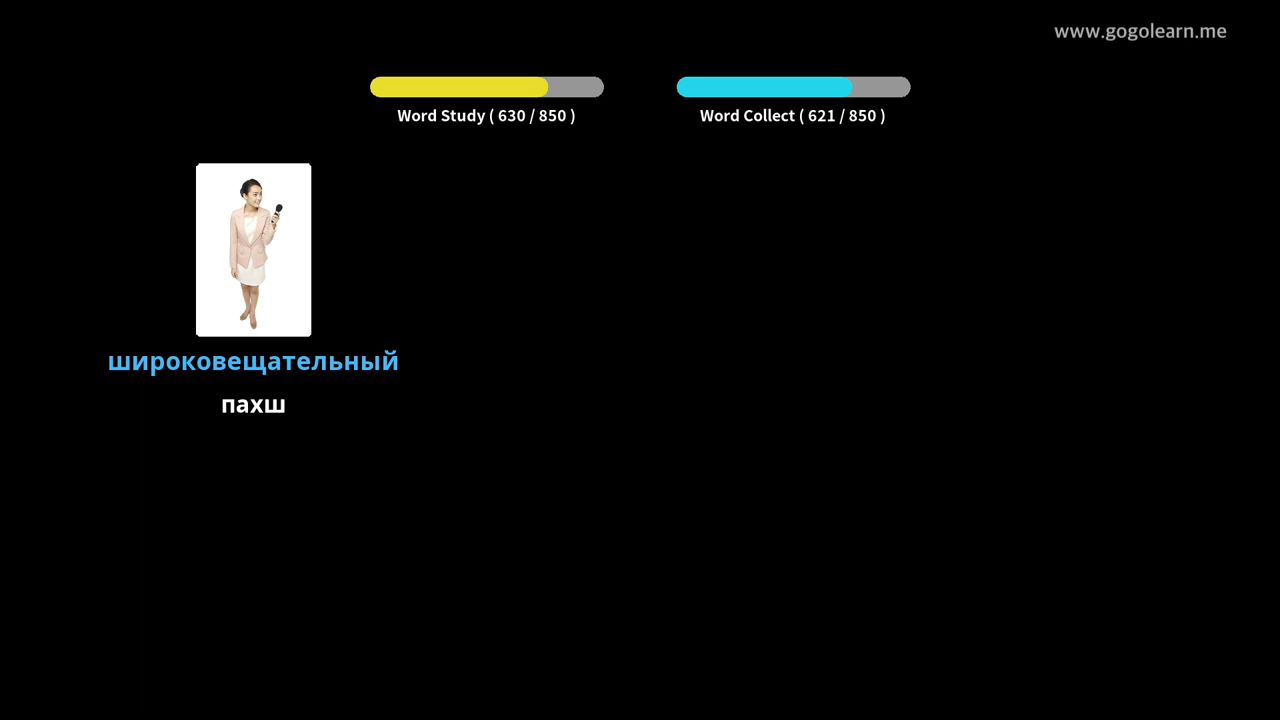 www.gogolearn.me
Word Study ( 630 / 850 )
Word Collect ( 621 / 850 )
широковещательный
пахш